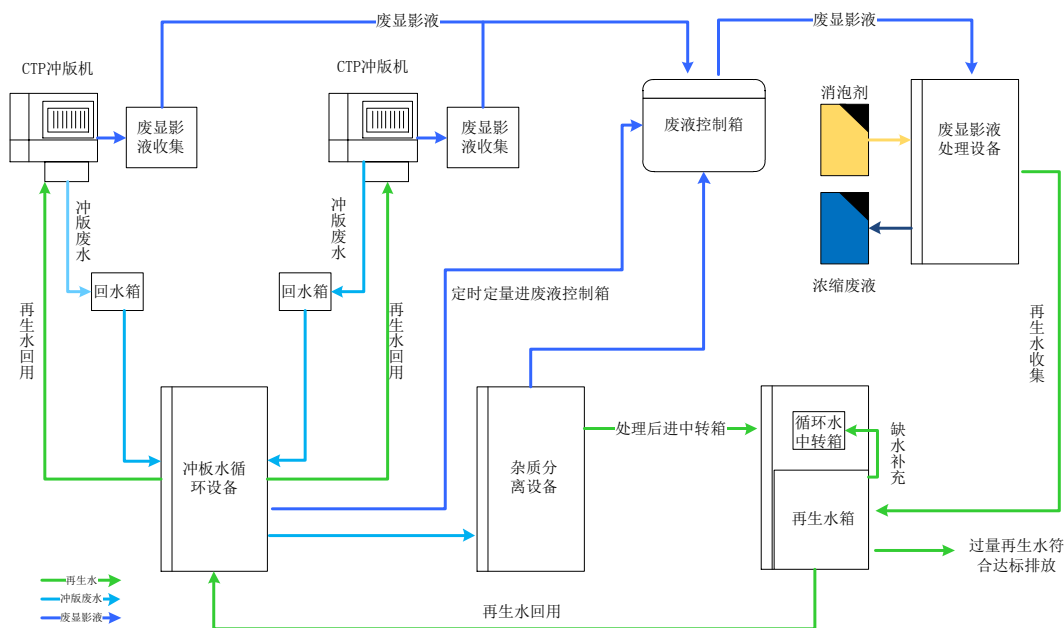 废显影液
废显影液
CTP冲版机
CTP冲版机
消泡剂
废显影
液收集
废显影
液收集
废液控制箱
废显影液
处理设备
冲版废水
冲版废水
回水箱
回水箱
定时定量进废液控制箱
浓缩废液
再生水回用
再生水回用
再生水收集
冲板水循
环设备
杂质分
离设备
处理后进中转箱
循环水
中转箱
缺水补充
再生水箱
过量再生水符
合达标排放
再生水
冲版废水
废显影液
再生水回用